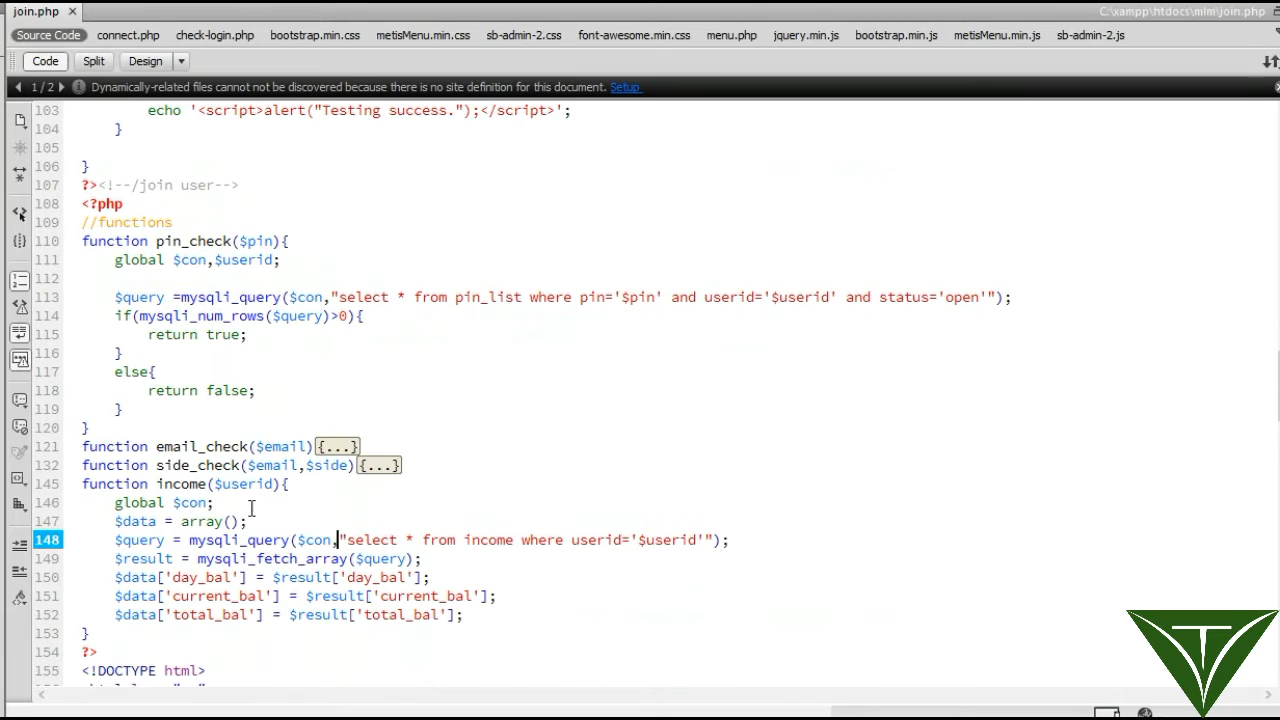 join.php ×
C:\xampp\htdocs\mlm\join.php
Source Code connect.php check-login.php bootstrap.min.css metisMenu.min.css sb-admin-2.css font-awesome.min.css menu.php jquery.min.js bootstrap.min.js metisMenu.min.js sb-admin-2.js
Code Split Design
1 / 2 Dynamically-related files cannot not be discovered because there is no site definition for this document. Setup
103 echo '<script>alert("Testing success.");</script>';
104 }
105
106 }
107 ?><!--/join user-->
108 <?php
109 //functions
110 function pin_check($pin){
111 global $con,$userid;
112
113 $query =mysqli_query($con,"select * from pin_list where pin='$pin' and userid='$userid' and status='open'");
114 if(mysqli_num_rows($query)>0){
115 return true;
116 }
117 else{
118 return false;
119 }
120 }
121 function email_check($email){...}
132 function side_check($email,$side){...}
145 function income($userid){
146 global $con;
147 $data = array();
148 $query = mysqli_query($con,"select * from income where userid='$userid'");
149 $result = mysqli_fetch_array($query);
150 $data['day_bal'] = $result['day_bal'];
151 $data['current_bal'] = $result['current_bal'];
152 $data['total_bal'] = $result['total_bal'];
153 }
154 ?>
155 <!DOCTYPE html>